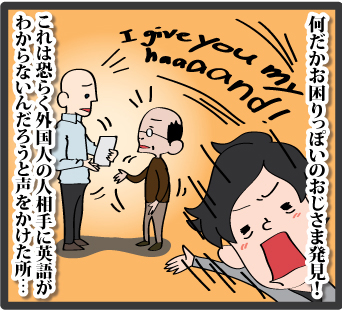 何だかお困りっぽいのおじさま発見！
I give you my
haaaand!
これは恐らく外国人の人相手に英語が
わからないんだろうと声をかけた所…